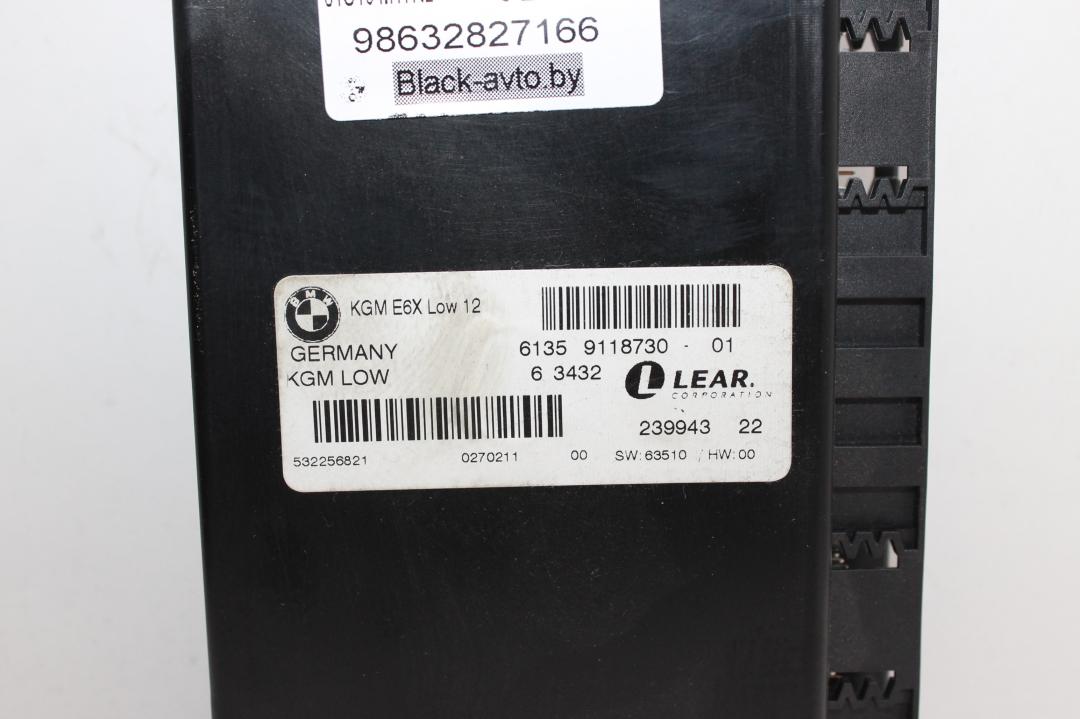 98632827166
Black-avto.by
BMW
KGM E6X Low 12
GERMANY
6135 9118730 - 01
KGM LOW
6 3432
LEAR.
CORPORATION
239943 22
532256821 0270211 00 SW: 63510 / HW: 00